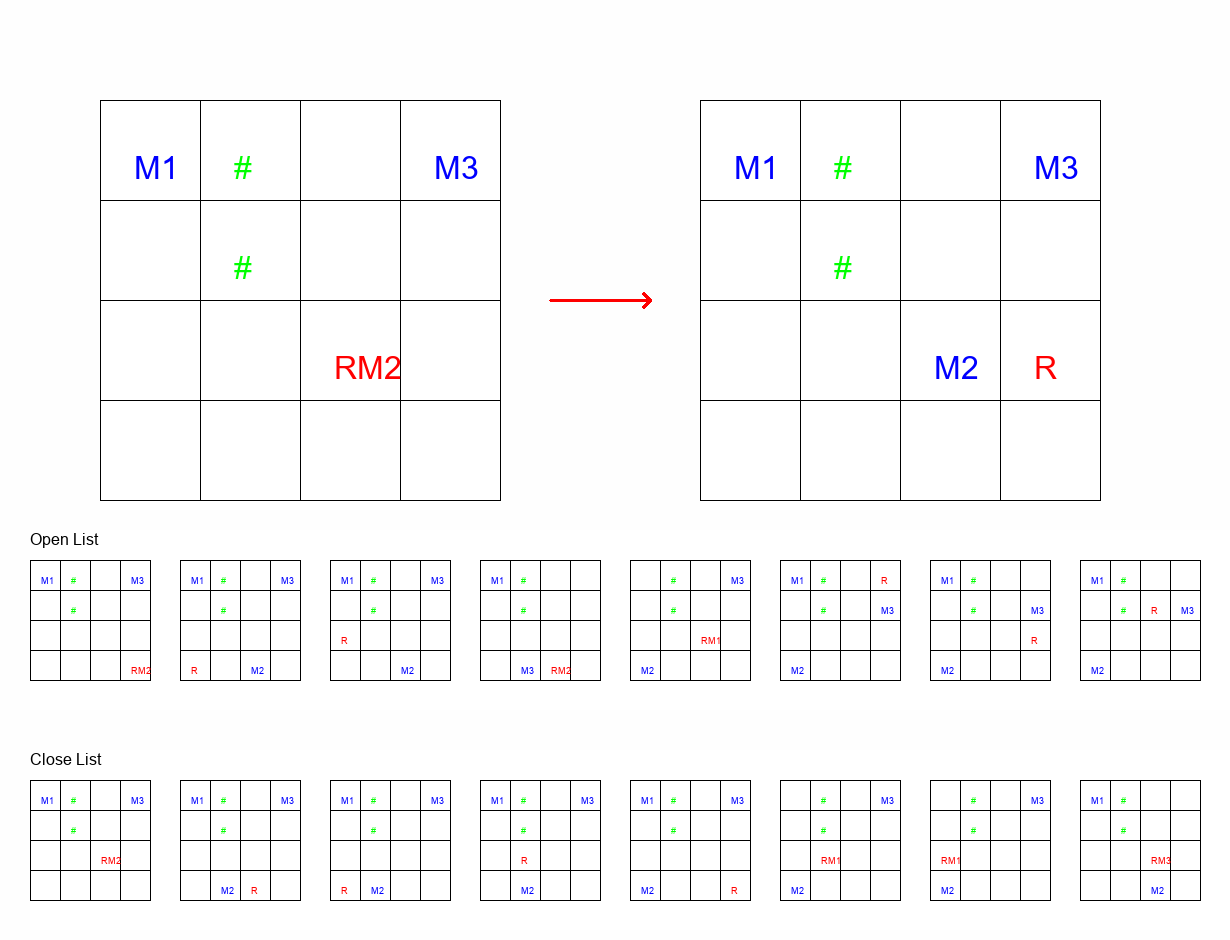 M1 # M3 M1 # M3
# #
RM2 M2 R
Open List
M1 # M3 M1 # M3 M1 # M3 M1 # # M3 M1 # R M1 # M1 #
# # # # # # M3 # M3 # R M3
R RM1 R
RM2 R M2 M2 M3 RM2 M2 M2 M2 M2
Close List
M1 # M3 M1 # M3 M1 # M3 M1 # M3 M1 # M3 # M3 # M3 M1 #
# # # # # # # #
RM2 R RM1 RM1 RM3
M2 R R M2 M2 M2 R M2 M2 M2